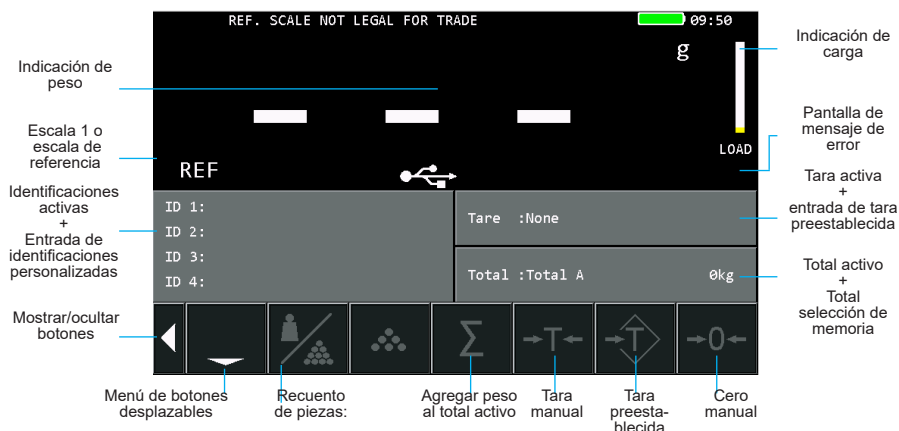 REF. SCALE NOT LEGAL FOR TRADE
09:50
g
Indicación de
carga
Indicación de
peso
Pantalla de
mensaje de
error
LOAD
Escala 1 o
escala de
referencia
REF
Tara activa
+
entrada de tara
preestablecida
Identificaciones
activas
+
Entrada de
identificaciones
personalizadas
ID 1:
ID 2:
ID 3:
ID 4:
Tare :None
Total :Total A 0kg
Total activo
+
Total
selección de
memoria
Mostrar/ocultar
botones
Σ
→T←
→T
→0←
Menú de botones
desplazables
Recuento
de piezas:
Agregar peso
al total activo
Tara
manual
Tara
preesta-
blecida
Cero
manual